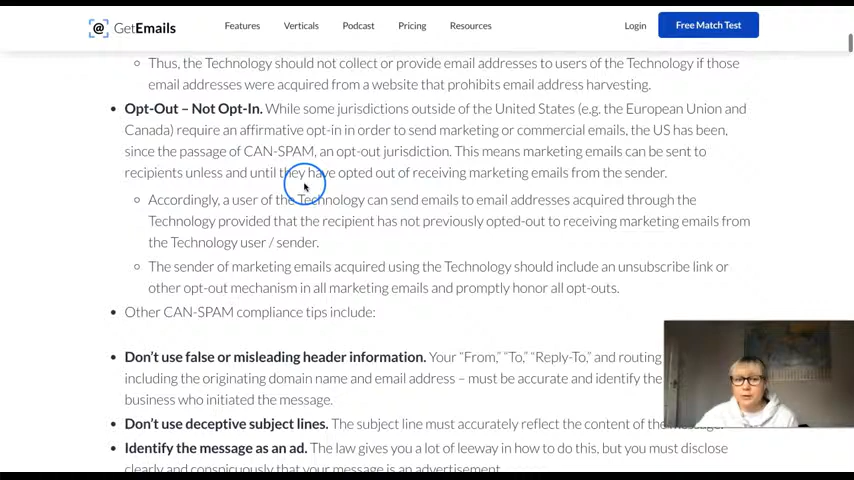 GetEmails Features Verticals Podcast Pricing Resources Login Free Match Test
Thus, the Technology should not collect or provide email addresses to users of the Technology if those
email addresses were acquired from a website that prohibits email address harvesting.
Opt-Out – Not Opt-In. While some jurisdictions outside of the United States (e.g. the European Union and
Canada) require an affirmative opt-in in order to send marketing or commercial emails, the US has been,
since the passage of CAN-SPAM, an opt-out jurisdiction. This means marketing emails can be sent to
recipients unless and until they have opted out of receiving marketing emails from the sender.
Accordingly, a user of the Technology can send emails to email addresses acquired through the
Technology provided that the recipient has not previously opted-out to receiving marketing emails from
the Technology user / sender.
The sender of marketing emails acquired using the Technology should include an unsubscribe link or
other opt-out mechanism in all marketing emails and promptly honor all opt-outs.
Other CAN-SPAM compliance tips include:
Don't use false or misleading header information. Your “From,” “To,” “Reply-To,” and routing
including the originating domain name and email address – must be accurate and identify the
business who initiated the message.
Don't use deceptive subject lines. The subject line must accurately reflect the content of the message.
Identify the message as an ad. The law gives you a lot of leeway in how to do this, but you must disclose
clearly and conspicuously that your message is an advertisement.